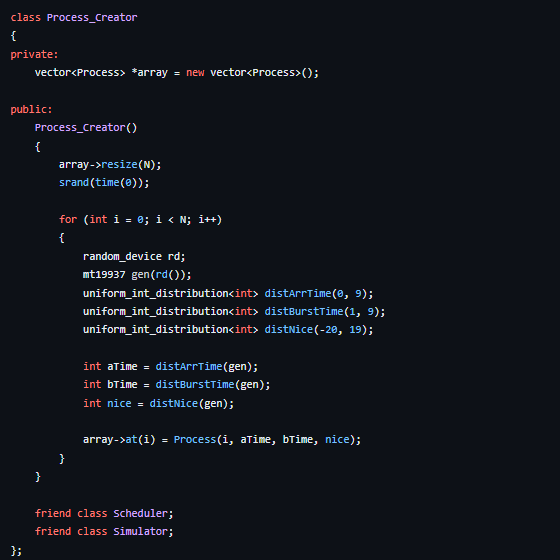 class Process_Creator
{
private:
    vector<Process> *array = new vector<Process>();

public:
    Process_Creator()
    {
        array->resize(N);
        srand(time(0));

        for (int i = 0; i < N; i++)
        {
            random_device rd;
            mt19937 gen(rd());
            uniform_int_distribution<int> distArrTime(0, 9);
            uniform_int_distribution<int> distBurstTime(1, 9);
            uniform_int_distribution<int> distNice(-20, 19);

            int aTime = distArrTime(gen);
            int bTime = distBurstTime(gen);
            int nice = distNice(gen);

            array->at(i) = Process(i, aTime, bTime, nice);
        }
    }

    friend class Scheduler;
    friend class Simulator;
};